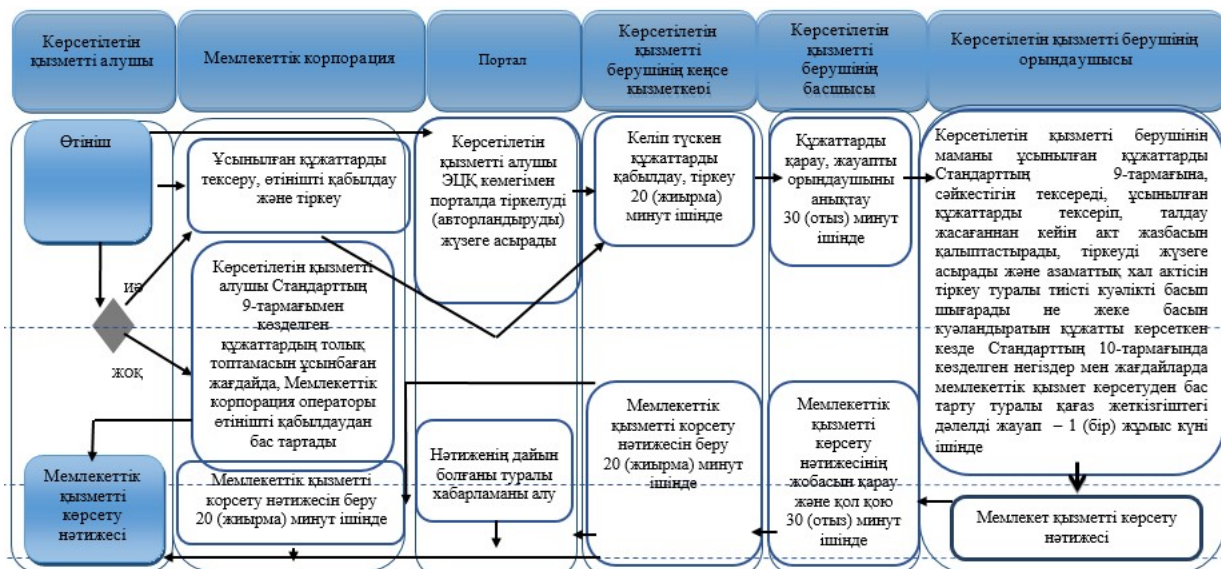 Көрсетілетін
қызметті алушы
Мемлекеттік корпорация
Портал
Көрсетілетін
қызметті
берушінің кеңсе
қызметкері
Көрсетілетін
қызметті
берушінің
басшысы
Көрсетілетін қызметті берушінің
орындаушысы
Өтініш
Ұсынылған құжаттарды
тексеру, өтінішті қабылдау
және тіркеу
Көрсетілетін
қызметті алушы
ЭЦҚ көмегімен
порталда тіркелуді
(авторландыруды)
жүзеге асырады
Келіп түскен
құжаттарды
қабылдау, тіркеу
20 (жиырма)
минут ішінде
Құжаттарды
қарау, жауапты
орындаушыны
анықтау
30 (отыз) минут
ішінде
Көрсетілетін қызметті берушінің
маманы ұсынылған құжаттарды
Стандарттың 9-тармағына,
сәйкестігін тексереді, ұсынылған
құжаттарды тексеріп, талдау
жасағаннан кейін акт жазбасын
қалыптастырады, тіркеуді жүзеге
асырады және азаматтық хал актісін
тіркеу туралы тиісті куәлікті басып
шығарады не жеке басын
куәландыратын құжатты көрсеткен
кезде Стандарттың 10-тармағында
көзделген негіздер мен жағдайларда
мемлекеттік қызмет көрсетуден бас
тарту туралы қағаз жеткізгіштегі
дәлелді жауап – 1 (бір) жұмыс күні
ішінде
иә
жоқ
Көрсетілетін қызметті
алушы Стандарттың
9-тармағымен
көзделген
құжаттардың толық
топтамасын ұсынбаған
жағдайда, Мемлекеттік
корпорация операторы
өтінішті қабылдаудан
бас тартады
Мемлекеттік
қызметті
көрсету
нәтижесі
Мемлекеттік қызметті
корсету нәтижесін беру
20 (жиырма) минут ішінде
Нәтиженің дайын
болғаны туралы
хабарламаны алу
Мемлекеттік
қызметті корсету
нәтижесін беру
20 (жиырма) минут
ішінде
Мемлекеттік
қызметті
көрсету
нәтижесінің
жобасын қарау
және қол қою
30 (отыз) минут
ішінде
Мемлекет қызметті көрсету
нәтижесі